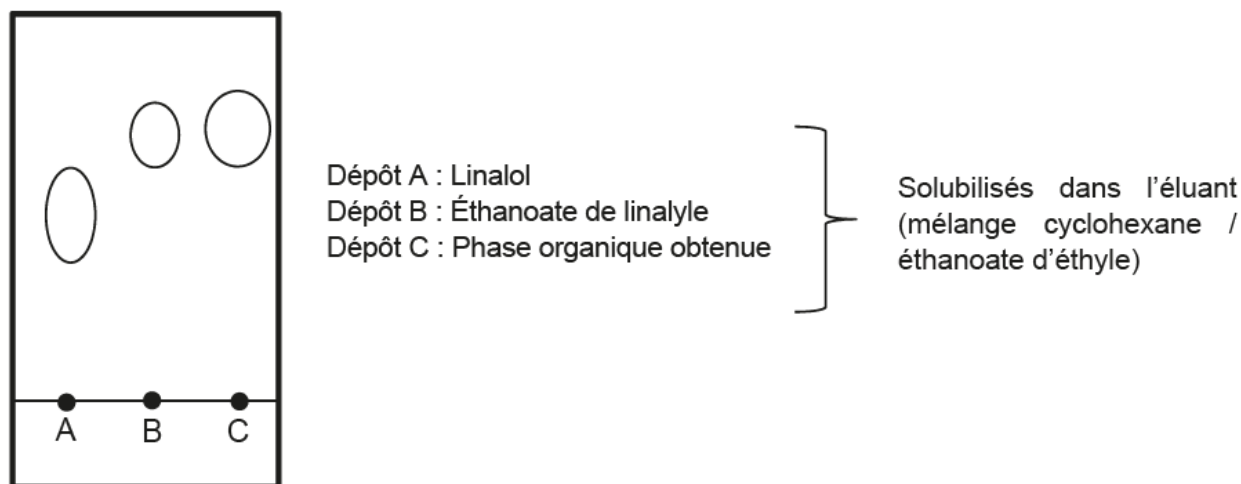 Dépôt A : Linalol
Dépôt B : Éthanoate de linalyle
Dépôt C : Phase organique obtenue
Solubilisés dans l'éluant
(mélange cyclohexane /
éthanoate d'éthyle)
A B C